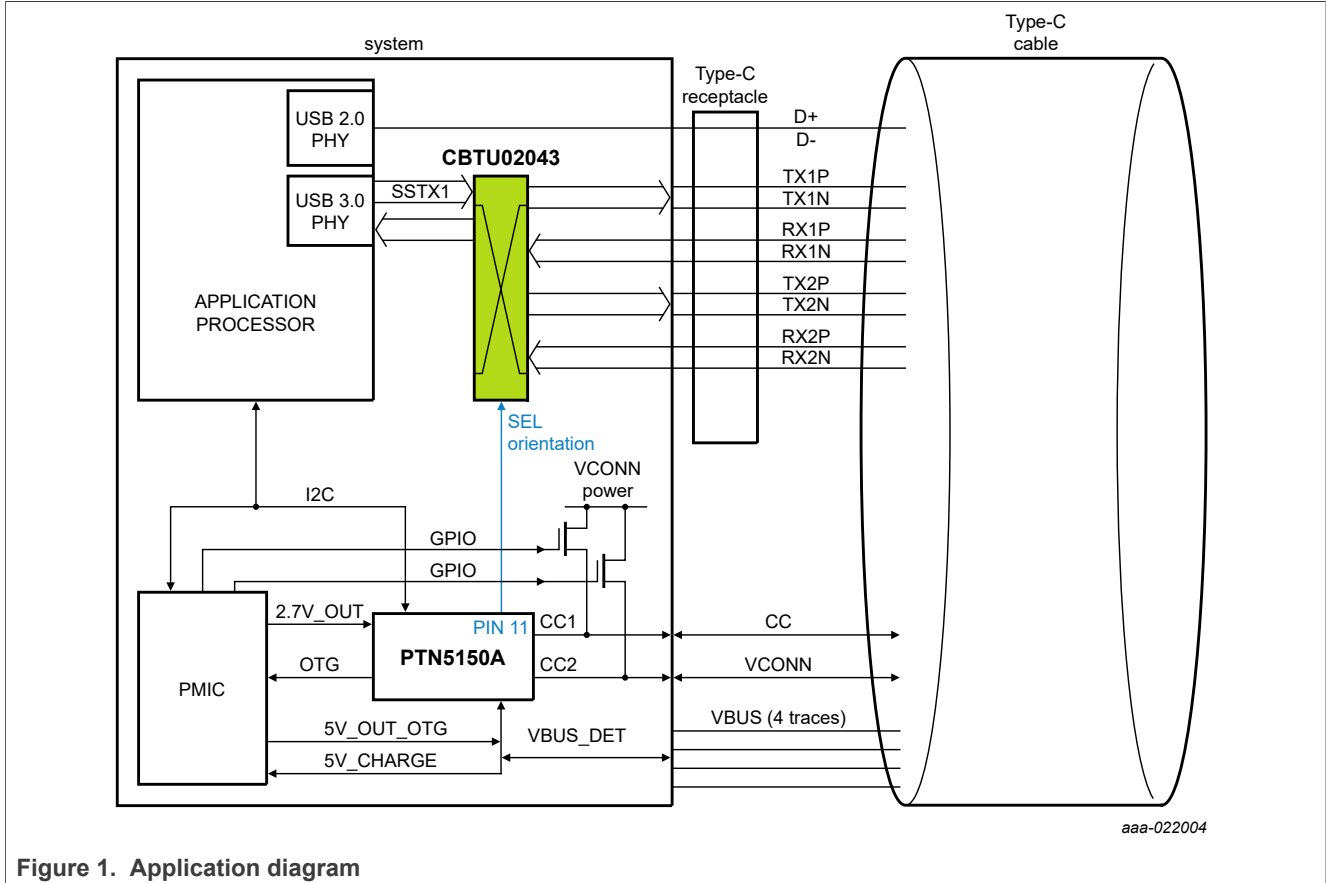 Type-C
cable
system
Type-C
receptacle
USB 2.0
PHY
D+
D-
CBTU02043
USB 3.0
PHY
SSTX1
TX1P
TX1N
RX1P
RX1N
TX2P
TX2N
RX2P
RX2N
APPLICATION
PROCESSOR
SEL
orientation
VCONN
power
I2C
GPIO
GPIO
2.7V_OUT
PIN 11
CC1
CC
PTN5150A
OTG
CC2
VCONN
PMIC
5V_OUT_OTG
VBUS_DET
VBUS (4 traces)
5V_CHARGE
aaa-022004
Figure 1. Application diagram